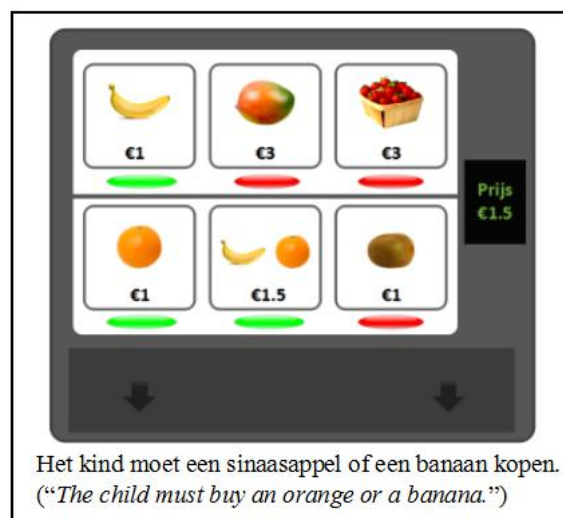 €1 €3 €3
Prijs
€1.5
€1 €1.5 €1
Het kind moet een sinaasappel of een banaan kopen.
(“The child must buy an orange or a banana.”)